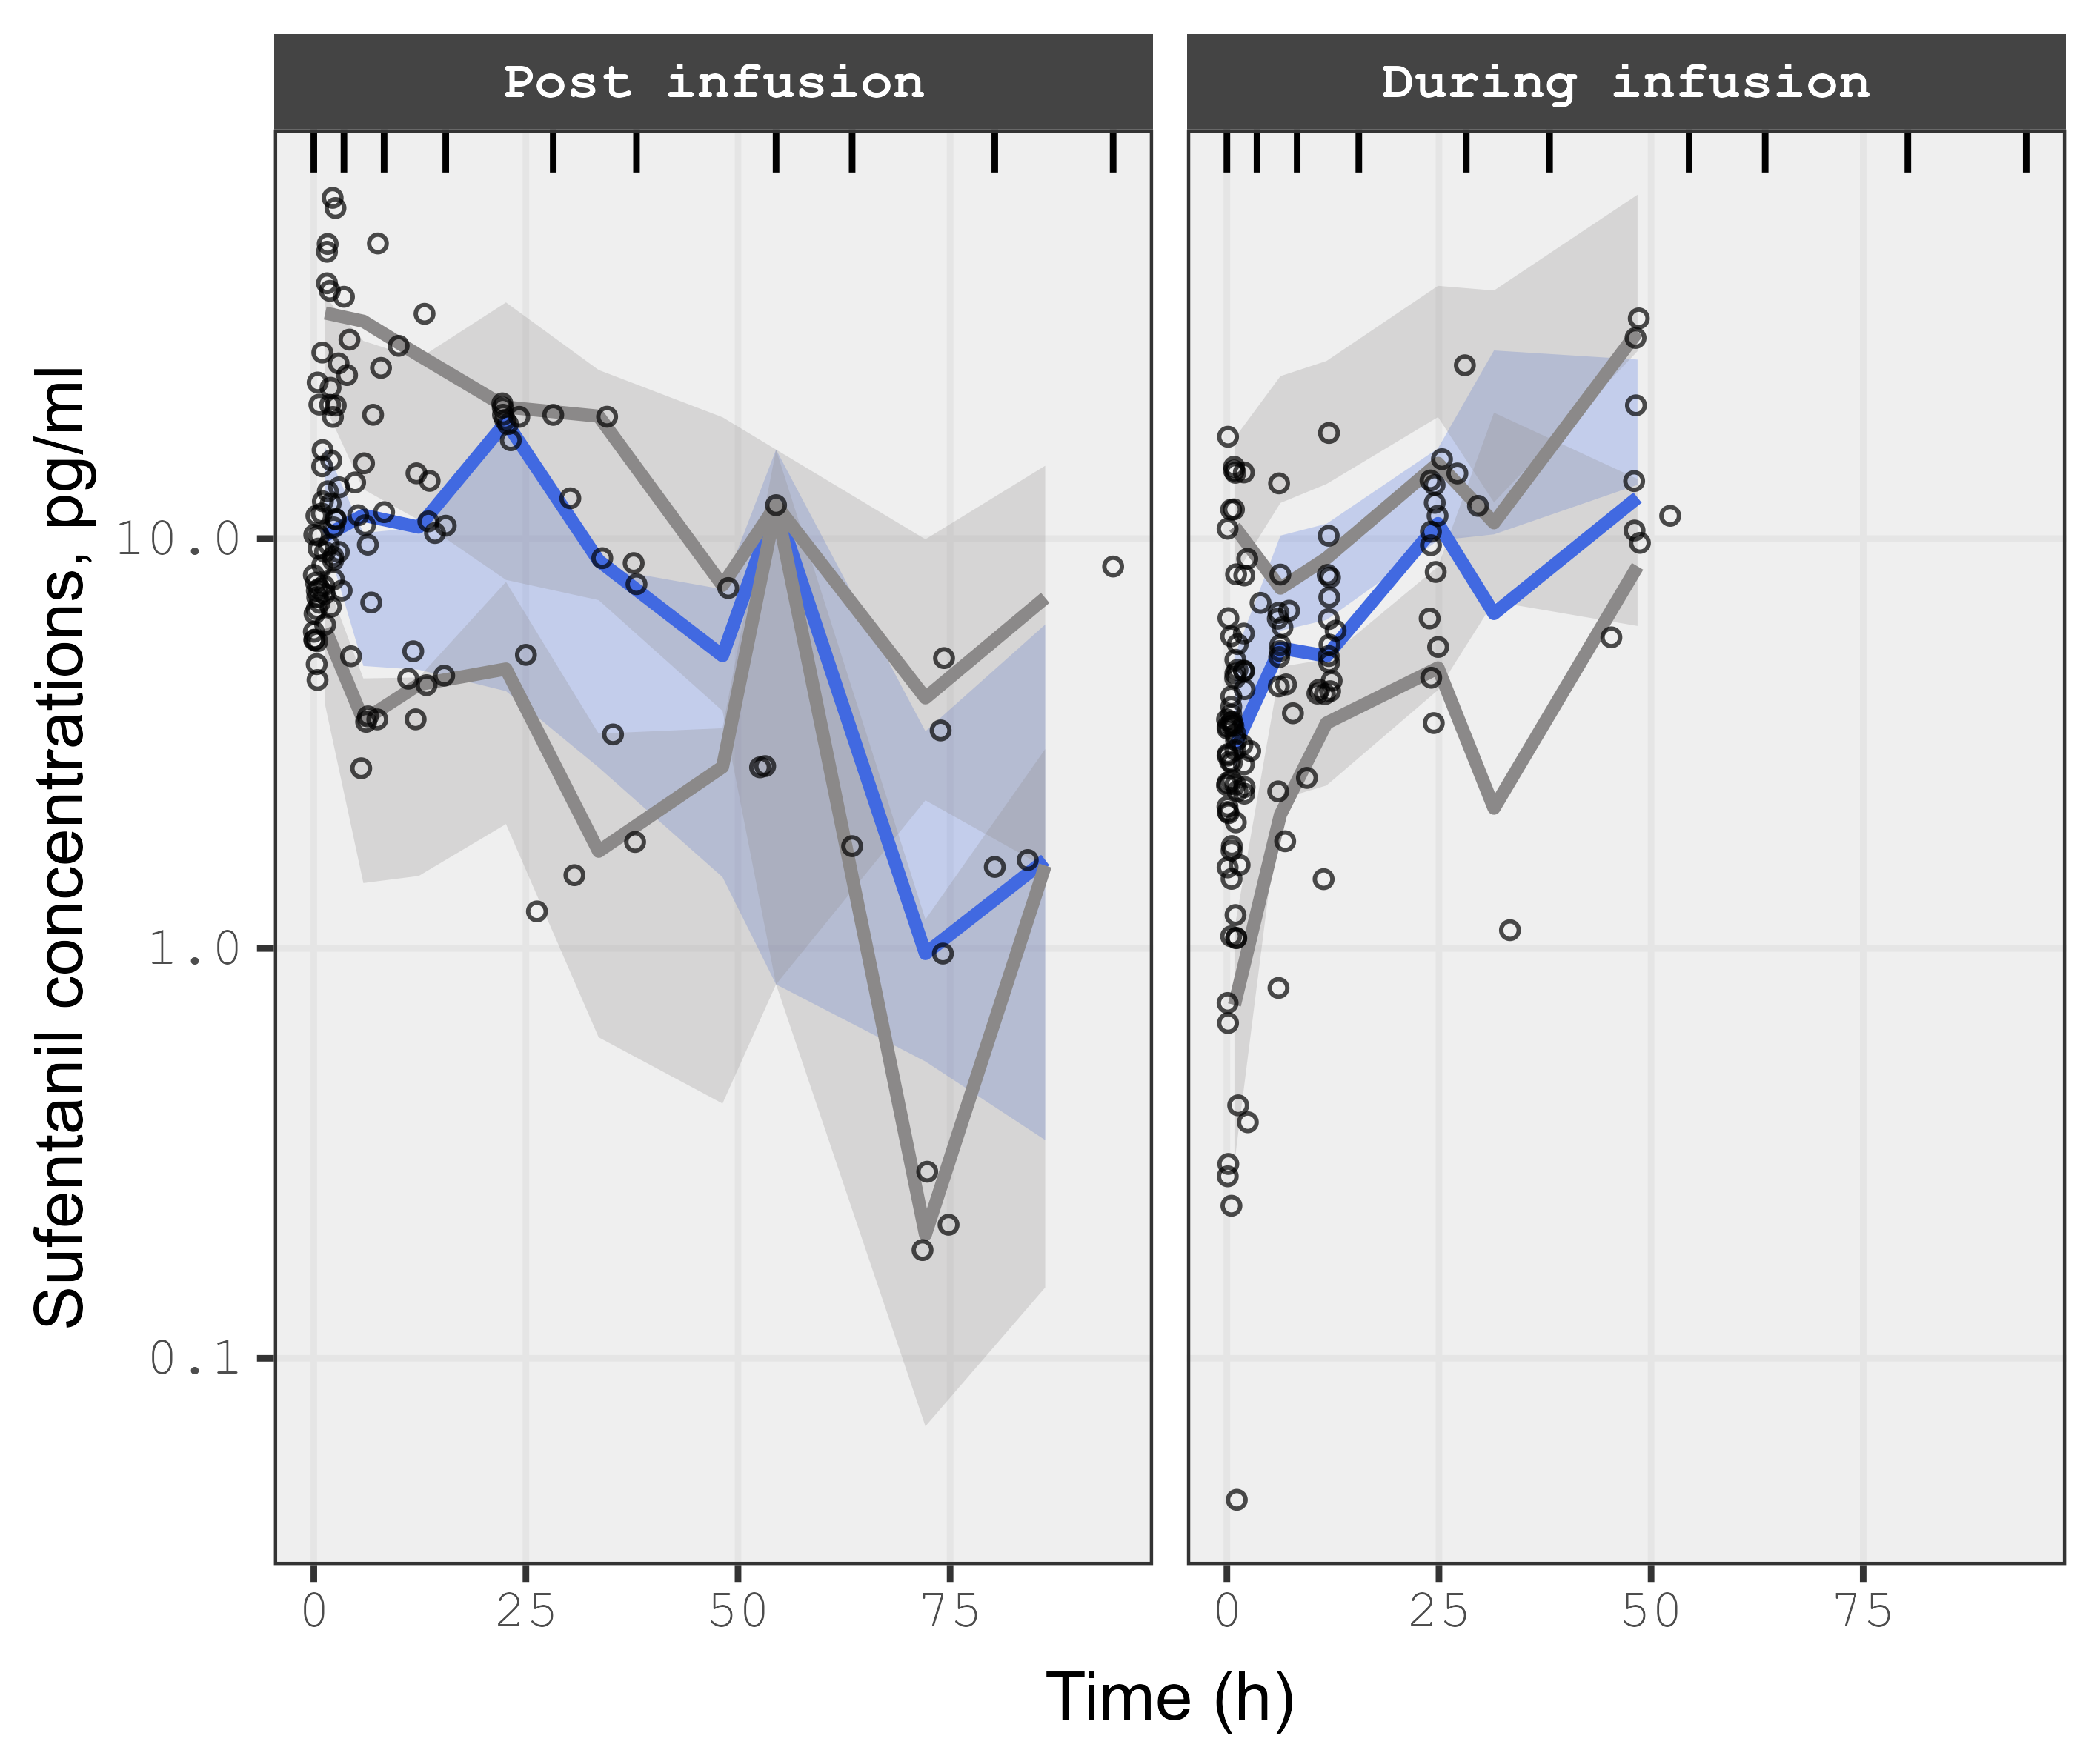 Post infusion
During infusion
Sufentanil concentrations, pg/ml
10.0
1.0
0.1
0 25 50 75
0 25 50 75
Time (h)